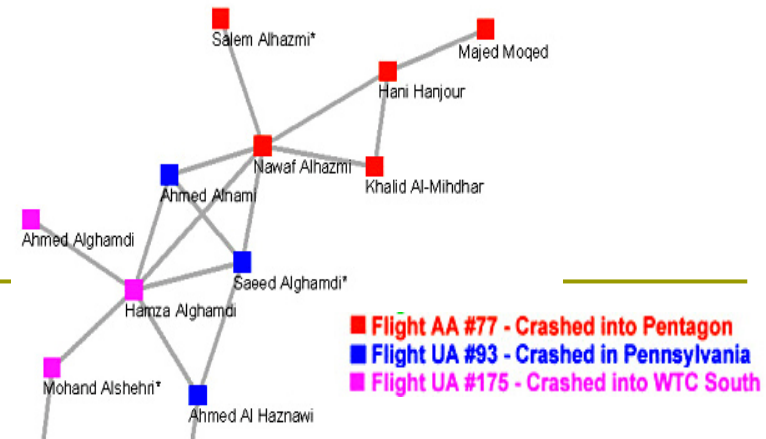 Salem Alhazmi*
Majed Moqed
Hani Hanjour
Nawaf Alhazmi
Khalid Al-Mihdhar
Ahmed Alnami
Ahmed Alghamdi
Saeed Alghamdi*
Hamza Alghamdi
Flight AA #77 - Crashed into Pentagon
Flight UA #93 - Crashed in Pennsylvania
Flight UA #175 - Crashed into WTC South
Mohand Alshehri*
Ahmed Al Haznawi